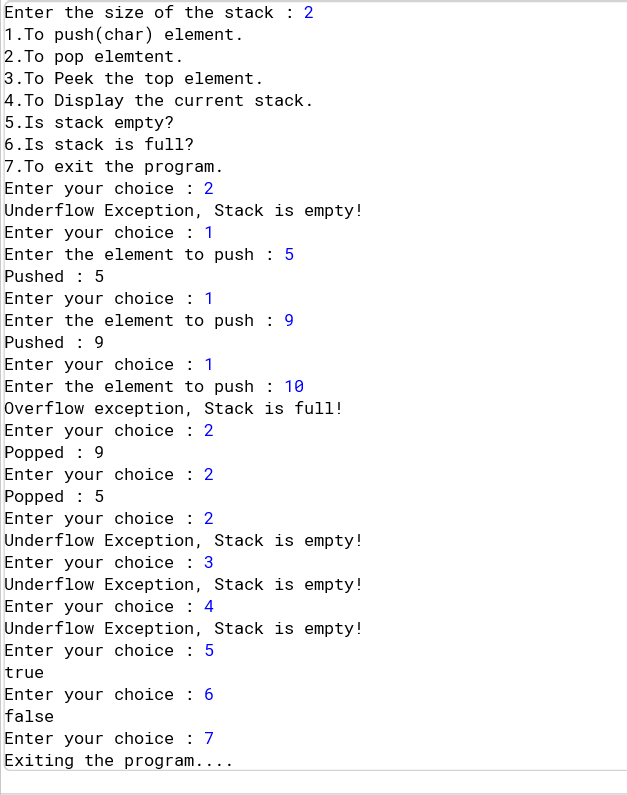 Enter the size of the stack : 2
1.To push(char) element.
2.To pop elemtent.
3.To Peek the top element.
4.To Display the current stack.
5.Is stack empty?
6.Is stack is full?
7.To exit the program.
Enter your choice : 2
Underflow Exception, Stack is empty!
Enter your choice : 1
Enter the element to push : 5
Pushed : 5
Enter your choice : 1
Enter the element to push : 9
Pushed : 9
Enter your choice : 1
Enter the element to push : 10
Overflow exception, Stack is full!
Enter your choice : 2
Popped : 9
Enter your choice : 2
Popped : 5
Enter your choice : 2
Underflow Exception, Stack is empty!
Enter your choice : 3
Underflow Exception, Stack is empty!
Enter your choice : 4
Underflow Exception, Stack is empty!
Enter your choice : 5
true
Enter your choice : 6
false
Enter your choice : 7
Exiting the program....